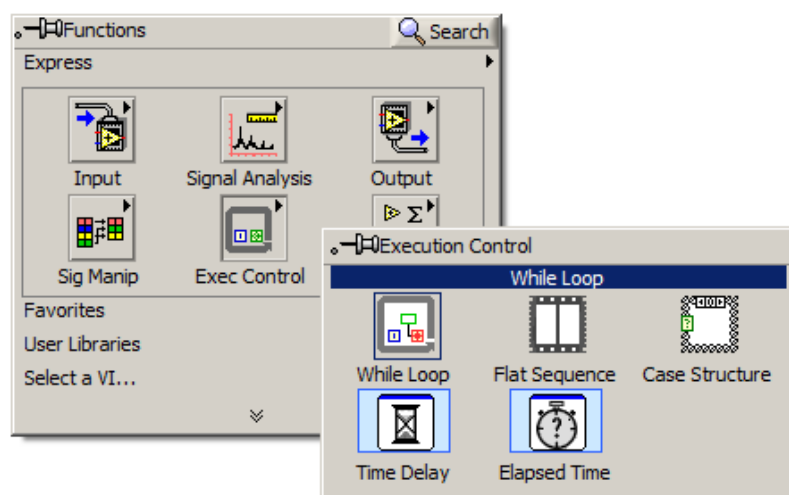 Functions
Search
Express
Input
Signal Analysis
Output
Sig Manip
Exec Control
Favorites
User Libraries
Select a VI...
Execution Control
While Loop
While Loop
Flat Sequence
Case Structure
Time Delay
Elapsed Time